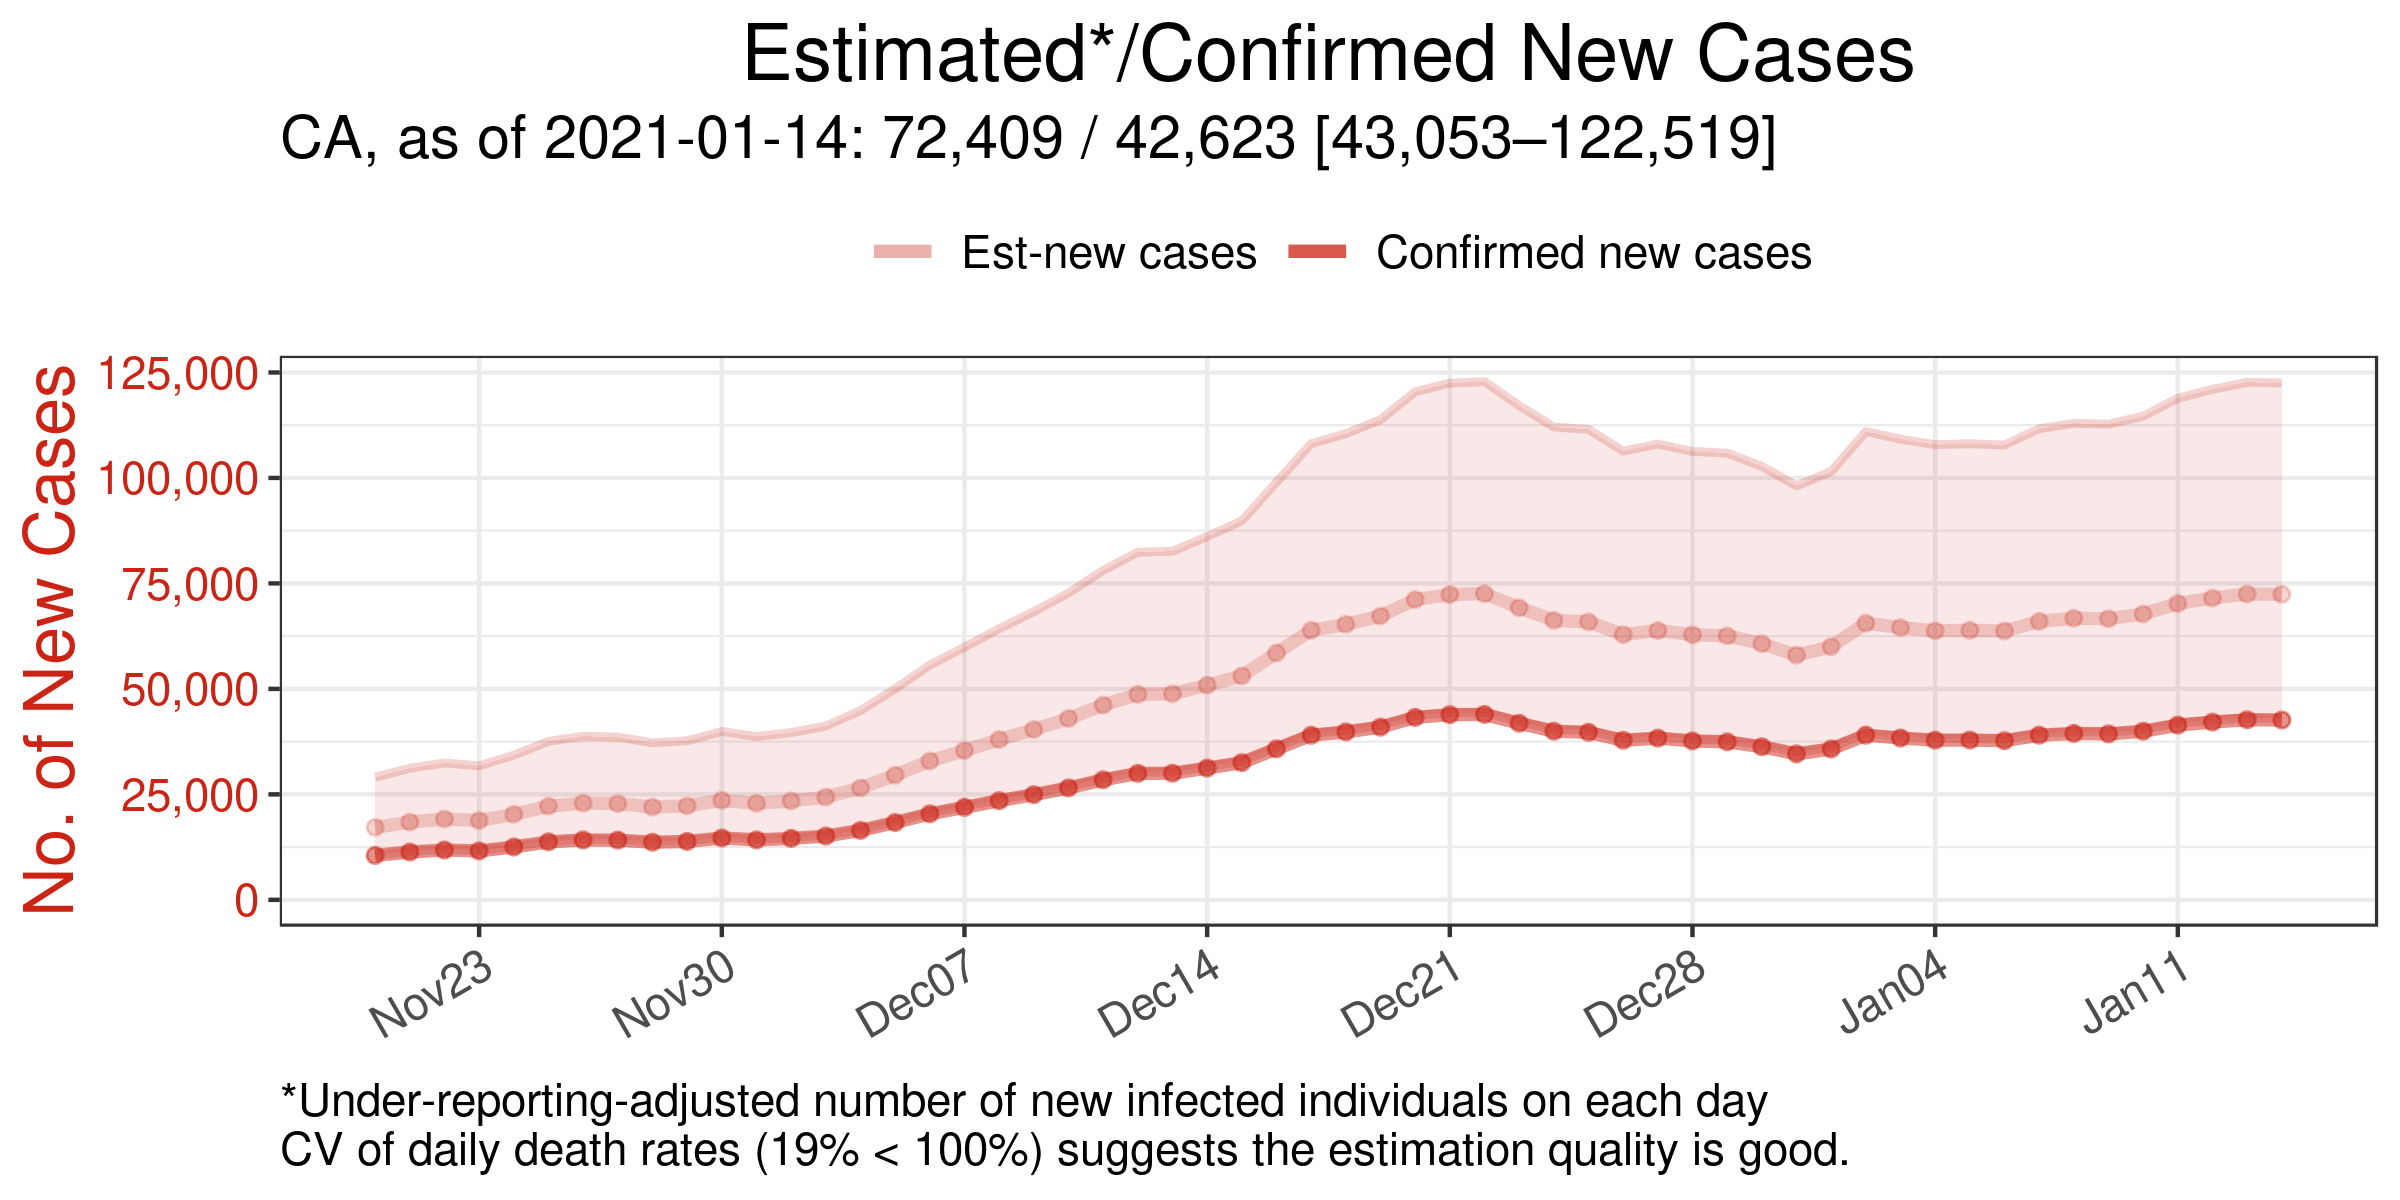 Estimated*/Confirmed New Cases
CA, as of 2021-01-14: 72,409 / 42,623 [43,053–122,519]
Est-new cases Confirmed new cases
No. of New Cases
125,000
100,000
75,000
50,000
25,000
0
Nov23 Nov30 Dec07 Dec14 Dec21 Dec28 Jan04 Jan11
*Under-reporting-adjusted number of new infected individuals on each day
CV of daily death rates (19% < 100%) suggests the estimation quality is good.